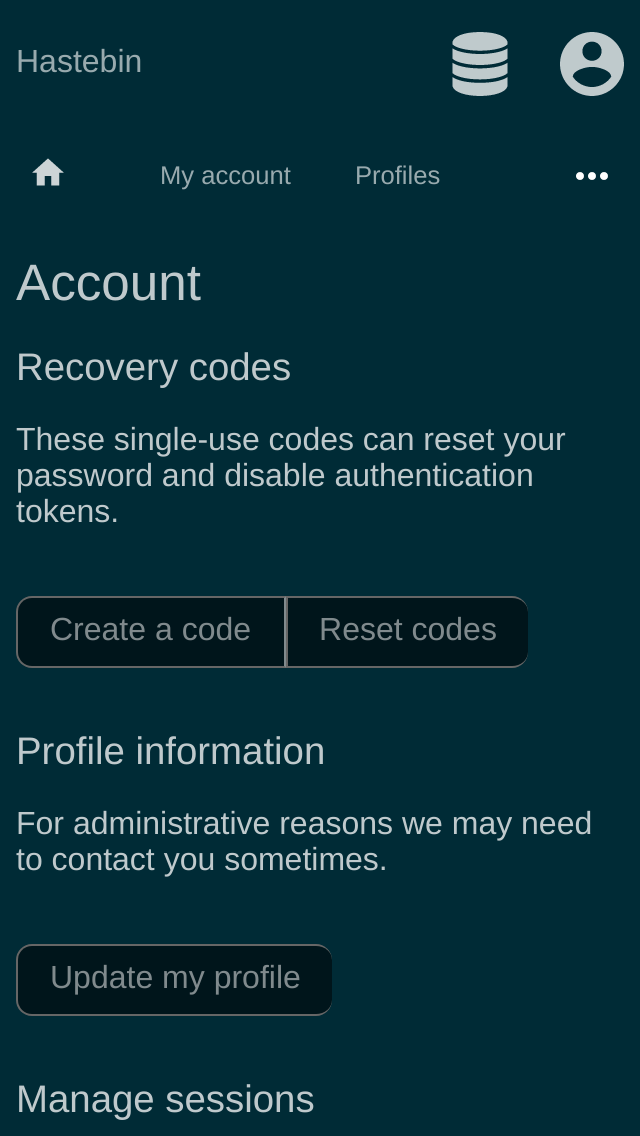 Hastebin
My account Profiles
Account
Recovery codes
These single-use codes can reset your
password and disable authentication
tokens.
Create a code Reset codes
Profile information
For administrative reasons we may need
to contact you sometimes.
Update my profile
Manage sessions